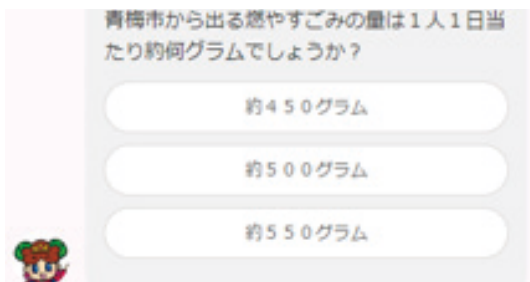 青梅市から出る燃やすごみの量は１人１日当
たり約何グラムでしょうか？
約４５０グラム
約５００グラム
約５５０グラム